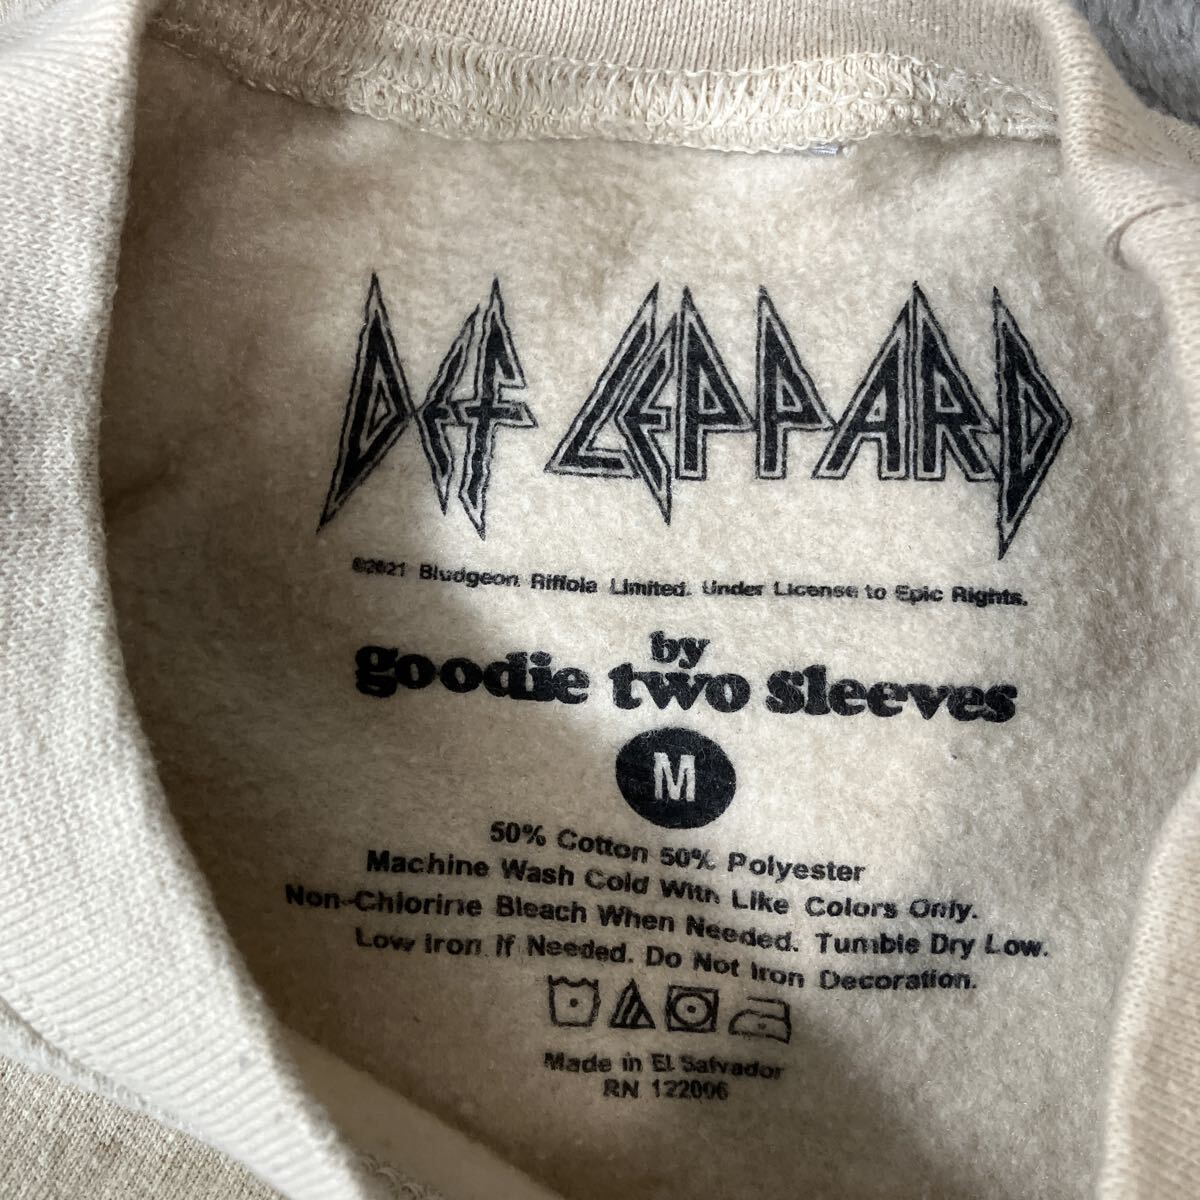 DEF LEPPARD
©2021 Bludgeon Riffola Limited. Under License to Epic Rights.
by
goodie two sleeves
M
50% Cotton 50% Polyester
Machine Wash Cold With Like Colors Only.
Non-Chlorine Bleach When Needed. Tumble Dry Low.
Low Iron If Needed. Do Not Iron Decoration.
Made in El Salvador
RN 122006